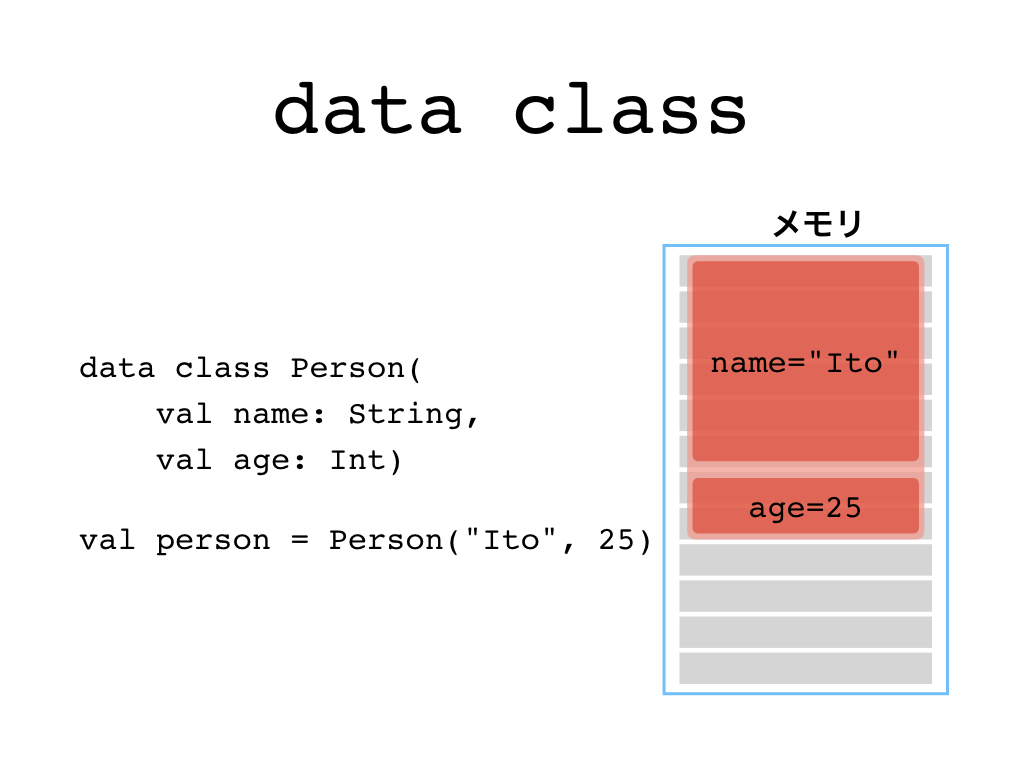 data class
メモリ
data class Person(
    val name: String,
    val age: Int)
val person = Person("Ito", 25)
name="Ito"
age=25